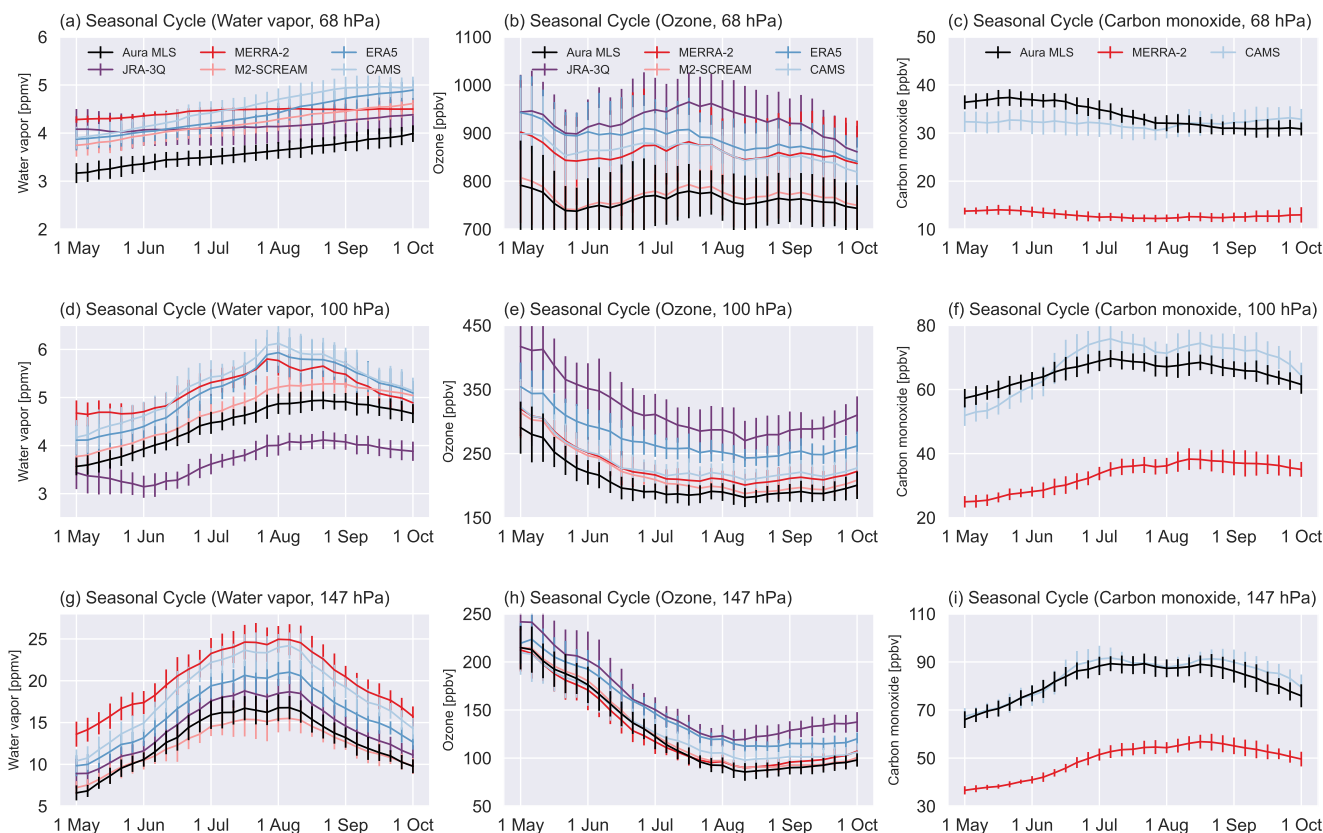 (a) Seasonal Cycle (Water vapor, 68 hPa)
Water vapor [ppmv]
6
5
4
3
2
Aura MLS
MERRA-2
ERA5
JRA-3Q
M2-SCREAM
CAMS
1 May 1 Jun 1 Jul 1 Aug 1 Sep 1 Oct
(b) Seasonal Cycle (Ozone, 68 hPa)
Ozone [ppbv]
1100
1000
900
800
700
Aura MLS
MERRA-2
ERA5
JRA-3Q
M2-SCREAM
CAMS
1 May 1 Jun 1 Jul 1 Aug 1 Sep 1 Oct
(c) Seasonal Cycle (Carbon monoxide, 68 hPa)
Carbon monoxide [ppbv]
50
40
30
20
10
Aura MLS
MERRA-2
CAMS
1 May 1 Jun 1 Jul 1 Aug 1 Sep 1 Oct
(d) Seasonal Cycle (Water vapor, 100 hPa)
Water vapor [ppmv]
6
5
4
3
1 May 1 Jun 1 Jul 1 Aug 1 Sep 1 Oct
(e) Seasonal Cycle (Ozone, 100 hPa)
Ozone [ppbv]
450
350
250
150
1 May 1 Jun 1 Jul 1 Aug 1 Sep 1 Oct
(f) Seasonal Cycle (Carbon monoxide, 100 hPa)
Carbon monoxide [ppbv]
80
60
40
20
1 May 1 Jun 1 Jul 1 Aug 1 Sep 1 Oct
(g) Seasonal Cycle (Water vapor, 147 hPa)
Water vapor [ppmv]
25
20
15
10
5
1 May 1 Jun 1 Jul 1 Aug 1 Sep 1 Oct
(h) Seasonal Cycle (Ozone, 147 hPa)
Ozone [ppbv]
250
200
150
100
50
1 May 1 Jun 1 Jul 1 Aug 1 Sep 1 Oct
(i) Seasonal Cycle (Carbon monoxide, 147 hPa)
Carbon monoxide [ppbv]
110
90
70
50
30
1 May 1 Jun 1 Jul 1 Aug 1 Sep 1 Oct